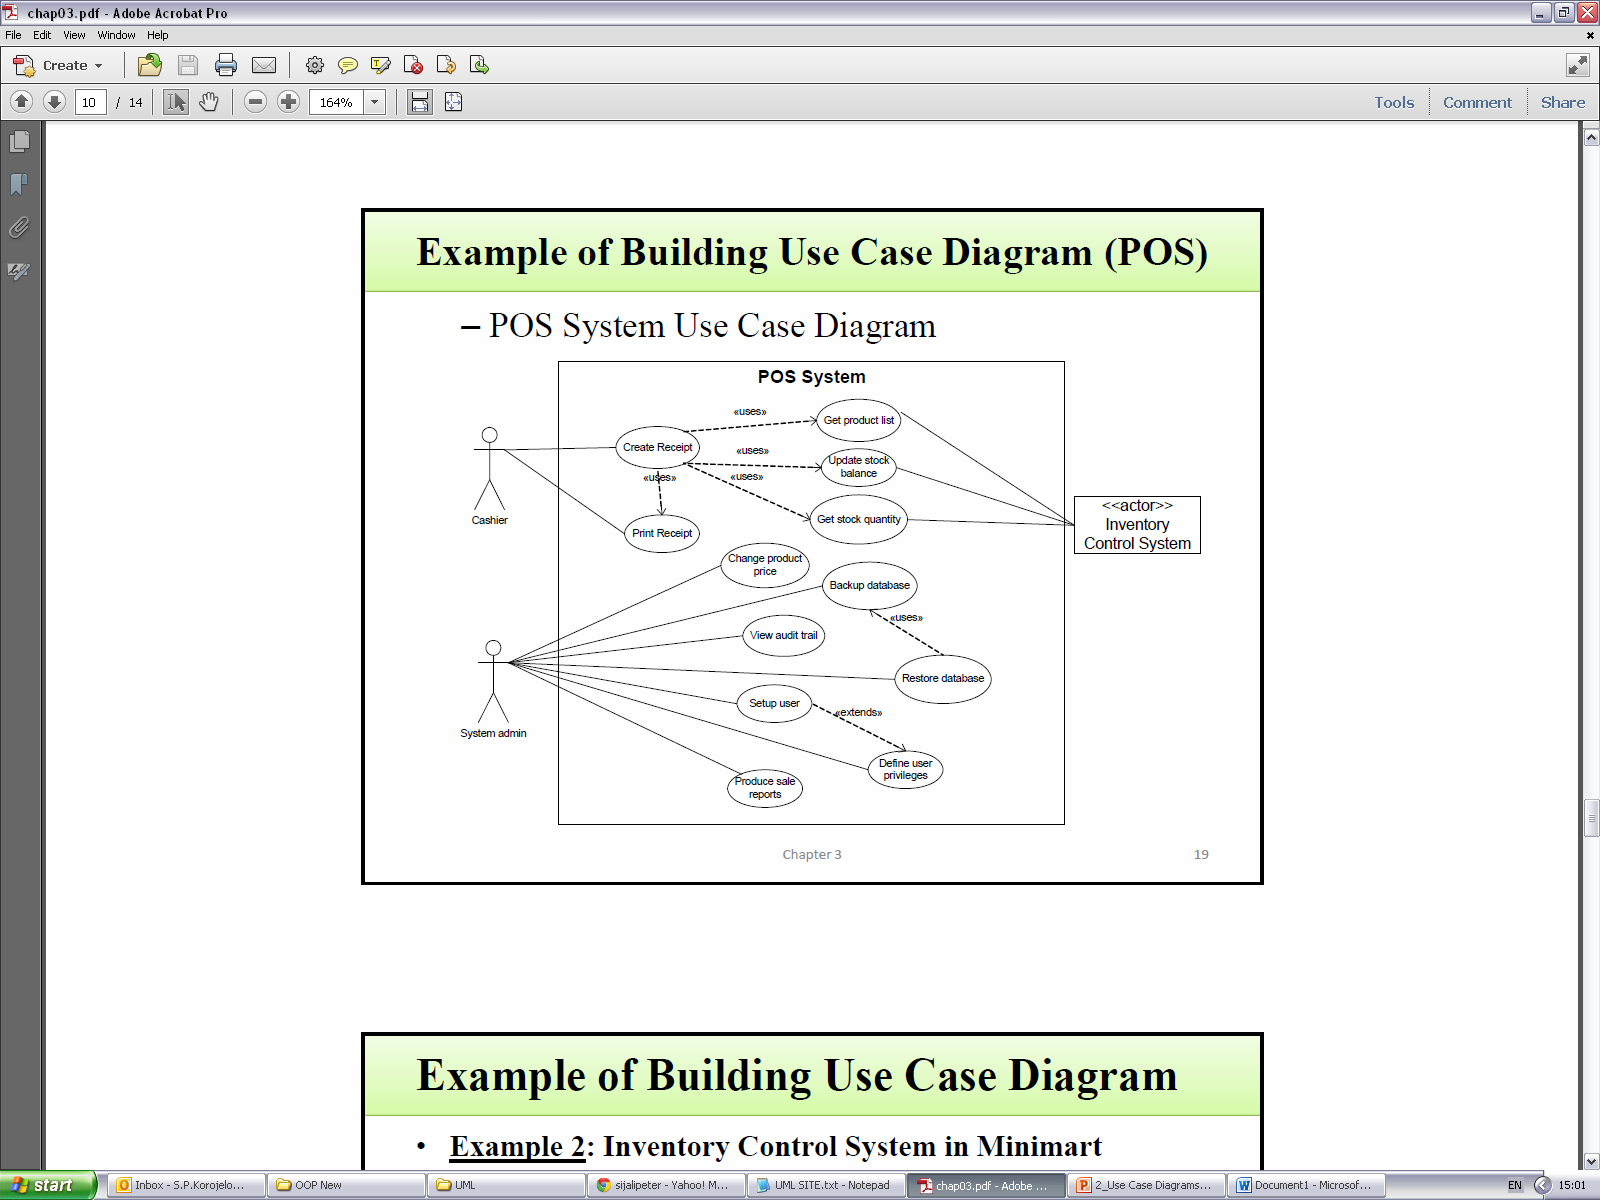 chap03.pdf - Adobe Acrobat Pro
File Edit View Window Help
Create
10 / 14 164% Tools Comment Share
Example of Building Use Case Diagram (POS)
– POS System Use Case Diagram
POS System
«uses»
Get product list
Create Receipt
«uses»
Update stock
balance
«uses»
«uses»
Get stock quantity
Cashier
Print Receipt
<<actor>>
Inventory
Control System
Change product
price
Backup database
«uses»
View audit trail
Restore database
Setup user
«extends»
System admin
Define user
privileges
Produce sale
reports
Chapter 3 19
Example of Building Use Case Diagram
• Example 2: Inventory Control System in Minimart
start Inbox - S.P.Korojelo... OOP New UML sijalipeter - Yahoo! M... UML SITE.txt - Notepad chap03.pdf - Adobe ... 2_Use Case Diagrams... Document1 - Microsof... EN 15:01